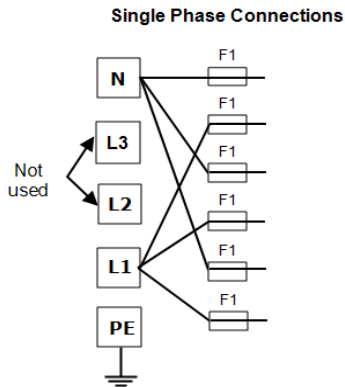 Single Phase Connections
F1
N
F1
L3
F1
Not
used
L2
F1
F1
L1
F1
PE